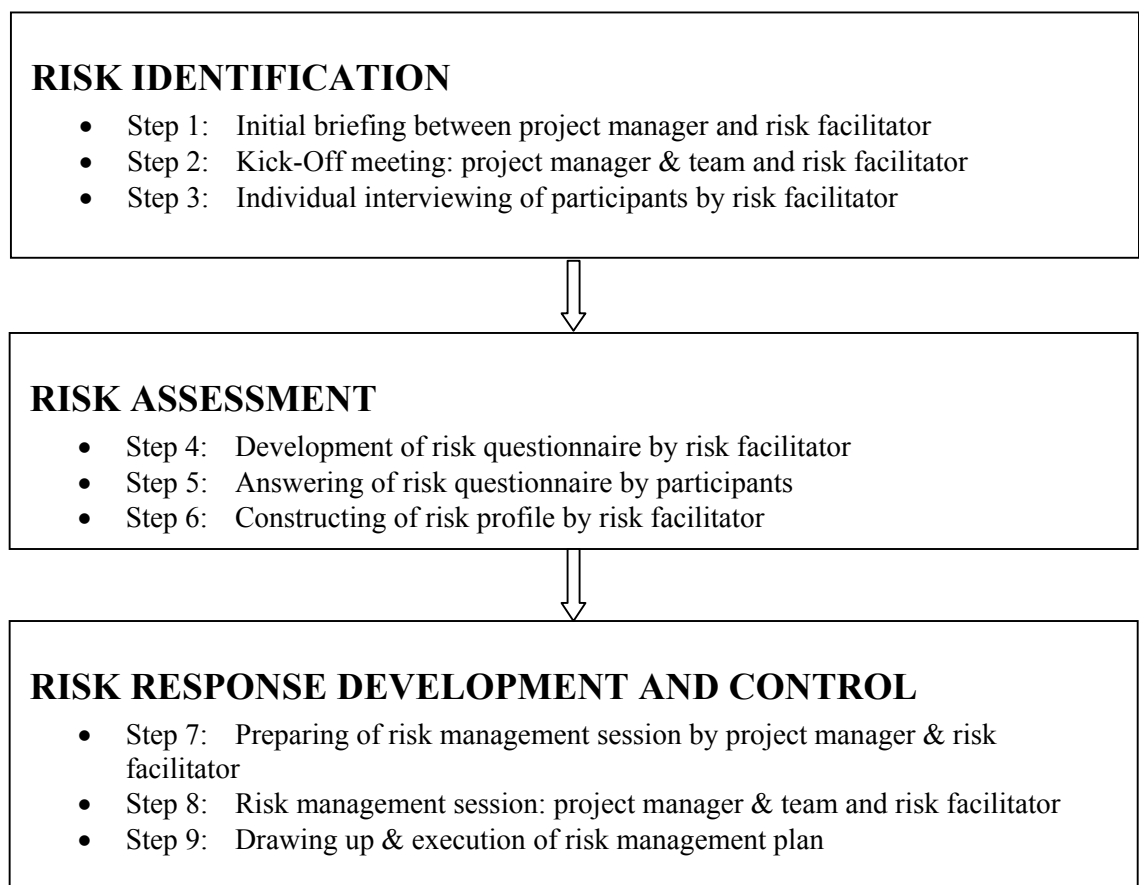 RISK IDENTIFICATION
• Step 1: Initial briefing between project manager and risk facilitator
• Step 2: Kick-Off meeting: project manager & team and risk facilitator
• Step 3: Individual interviewing of participants by risk facilitator
RISK ASSESSMENT
• Step 4: Development of risk questionnaire by risk facilitator
• Step 5: Answering of risk questionnaire by participants
• Step 6: Constructing of risk profile by risk facilitator
RISK RESPONSE DEVELOPMENT AND CONTROL
• Step 7: Preparing of risk management session by project manager & risk
facilitator
• Step 8: Risk management session: project manager & team and risk facilitator
• Step 9: Drawing up & execution of risk management plan